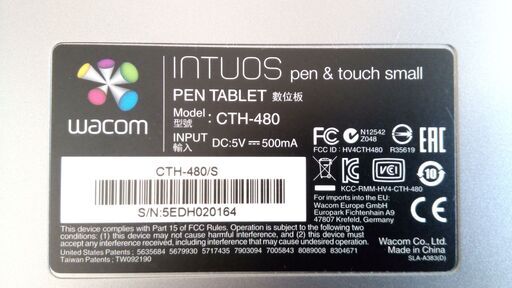 wacom
INTUOS pen & touch small
PEN TABLET 數位板
Model :
型號 : CTH-480
INPUT
輸入 DC:5V ⎓ 500mA
FC N12542
Z048 R35619 EAC
FCC ID : HV4CTH480
VCI
KCC-RMM-HV4-CTH-480
CTH-480/S
S/N:5EDH020164
For imports into the EU:
Wacom Europe GmbH
Europark Fichtenhain A9
47807 Krefeld, Germany
10
This device complies with Part 15 of FCC Rules. Operation is subject to the following two
conditions: (1) this device may not cause harmful interference, and (2) this device must
accept any interference received, including interference that may cause undesired operation.
United States Patents : 5635684 5679930 5717435 7903094 7005843 8089008 8304671
Taiwan Patents : TW092190
Wacom Co., Ltd.
Made in China
SLA-A383(D)